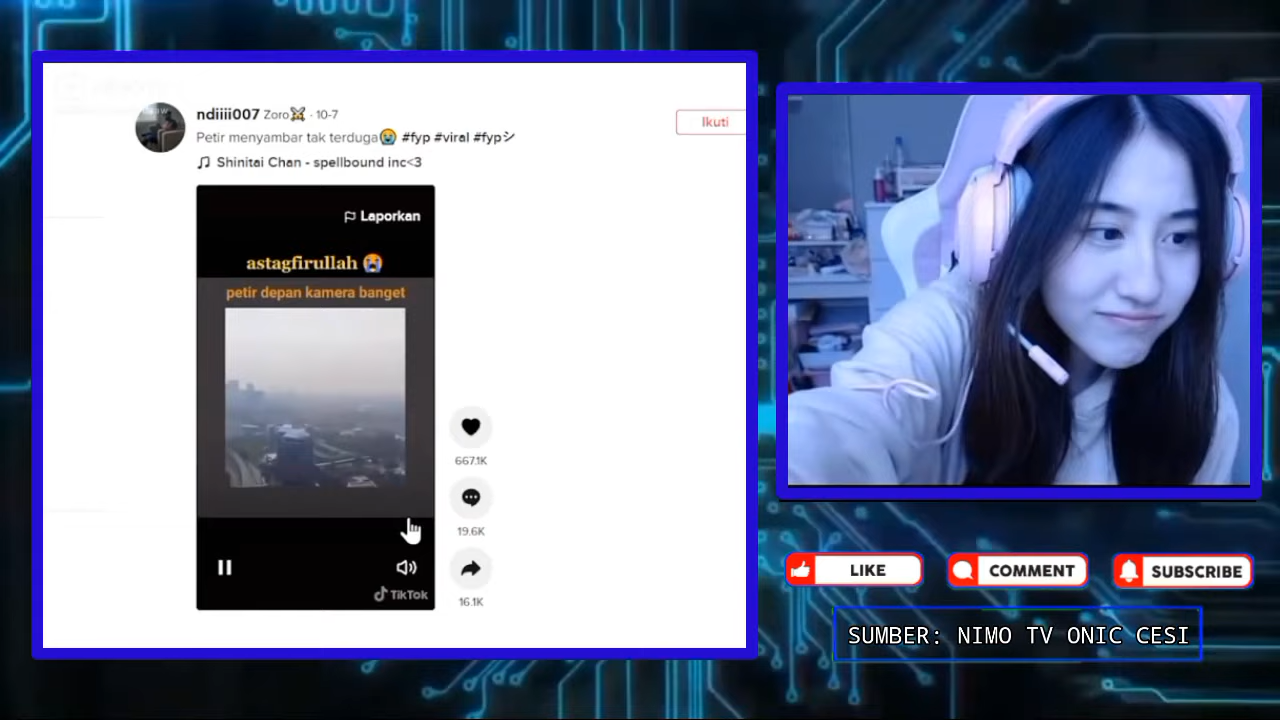 ndiiii007 Zoro⚔️ · 10-7
Petir menyambar tak terduga😭 #fyp #viral #fypシ
Shinitai Chan - spellbound inc<3
Ikuti
Laporkan
astagfirullah 😭
petir depan kamera banget
667.1K
19.6K
16.1K
TikTok
LIKE
COMMENT
SUBSCRIBE
SUMBER: NIMO TV ONIC CESI